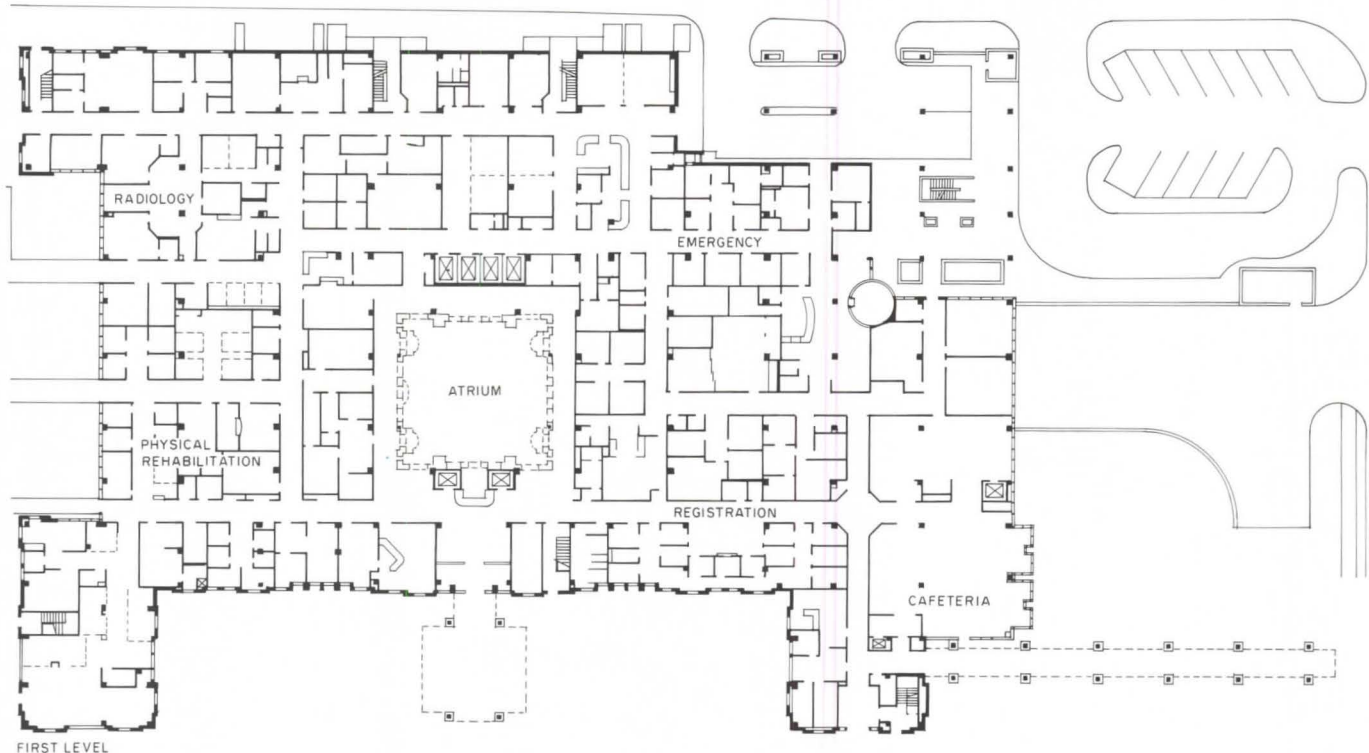 RADIOLOGY
EMERGENCY
ATRIUM
PHYSICAL
REHABILITATION
REGISTRATION
CAFETERIA
FIRST LEVEL